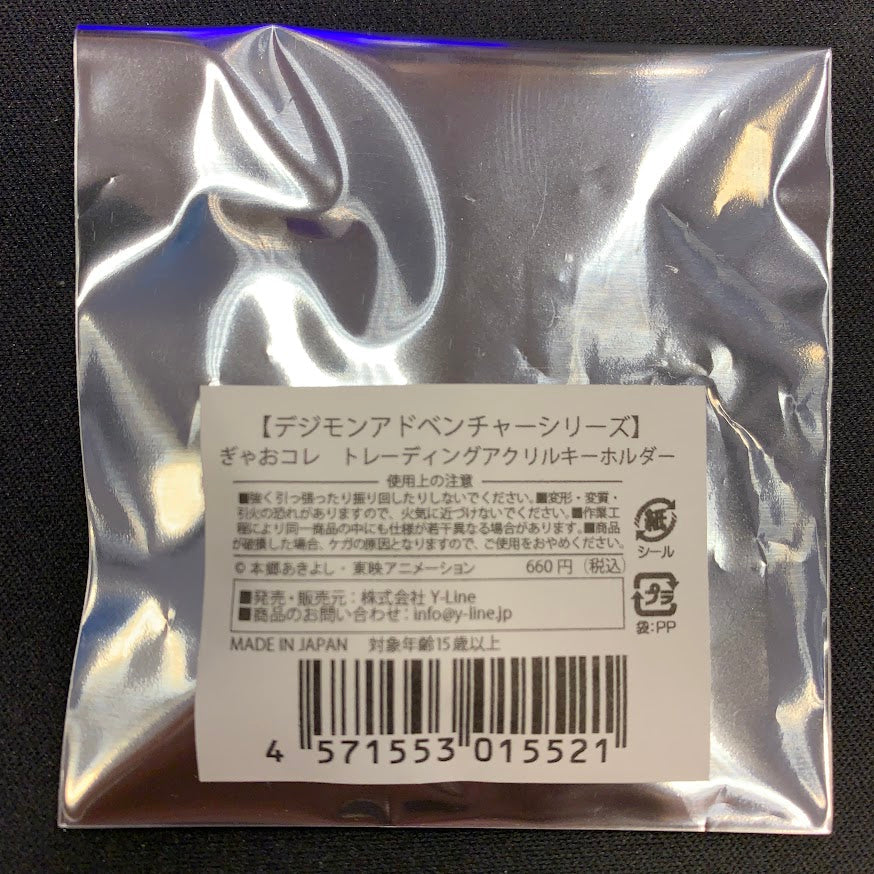 【デジモンアドベンチャーシリーズ】
ぎゃおコレ　トレーディングアクリルキーホルダー
使用上の注意
■強く引っ張ったり振り回したりしないでください。■変形・変質・
引火の恐れがありますので、火気に近づけないでください。■作業工
程により同一商品の中にも仕様が若干異なる場合があります。■商品
が破損した場合、ケガの原因となりますので、ご使用をおやめください。
© 本郷あきよし・東映アニメーション　660円（税込）
■発売・販売元：株式会社 Y-Line
■商品のお問い合わせ：info@y-line.jp
紙
シール
プラ
袋：PP
MADE IN JAPAN　対象年齢15歳以上
4 571553 015521